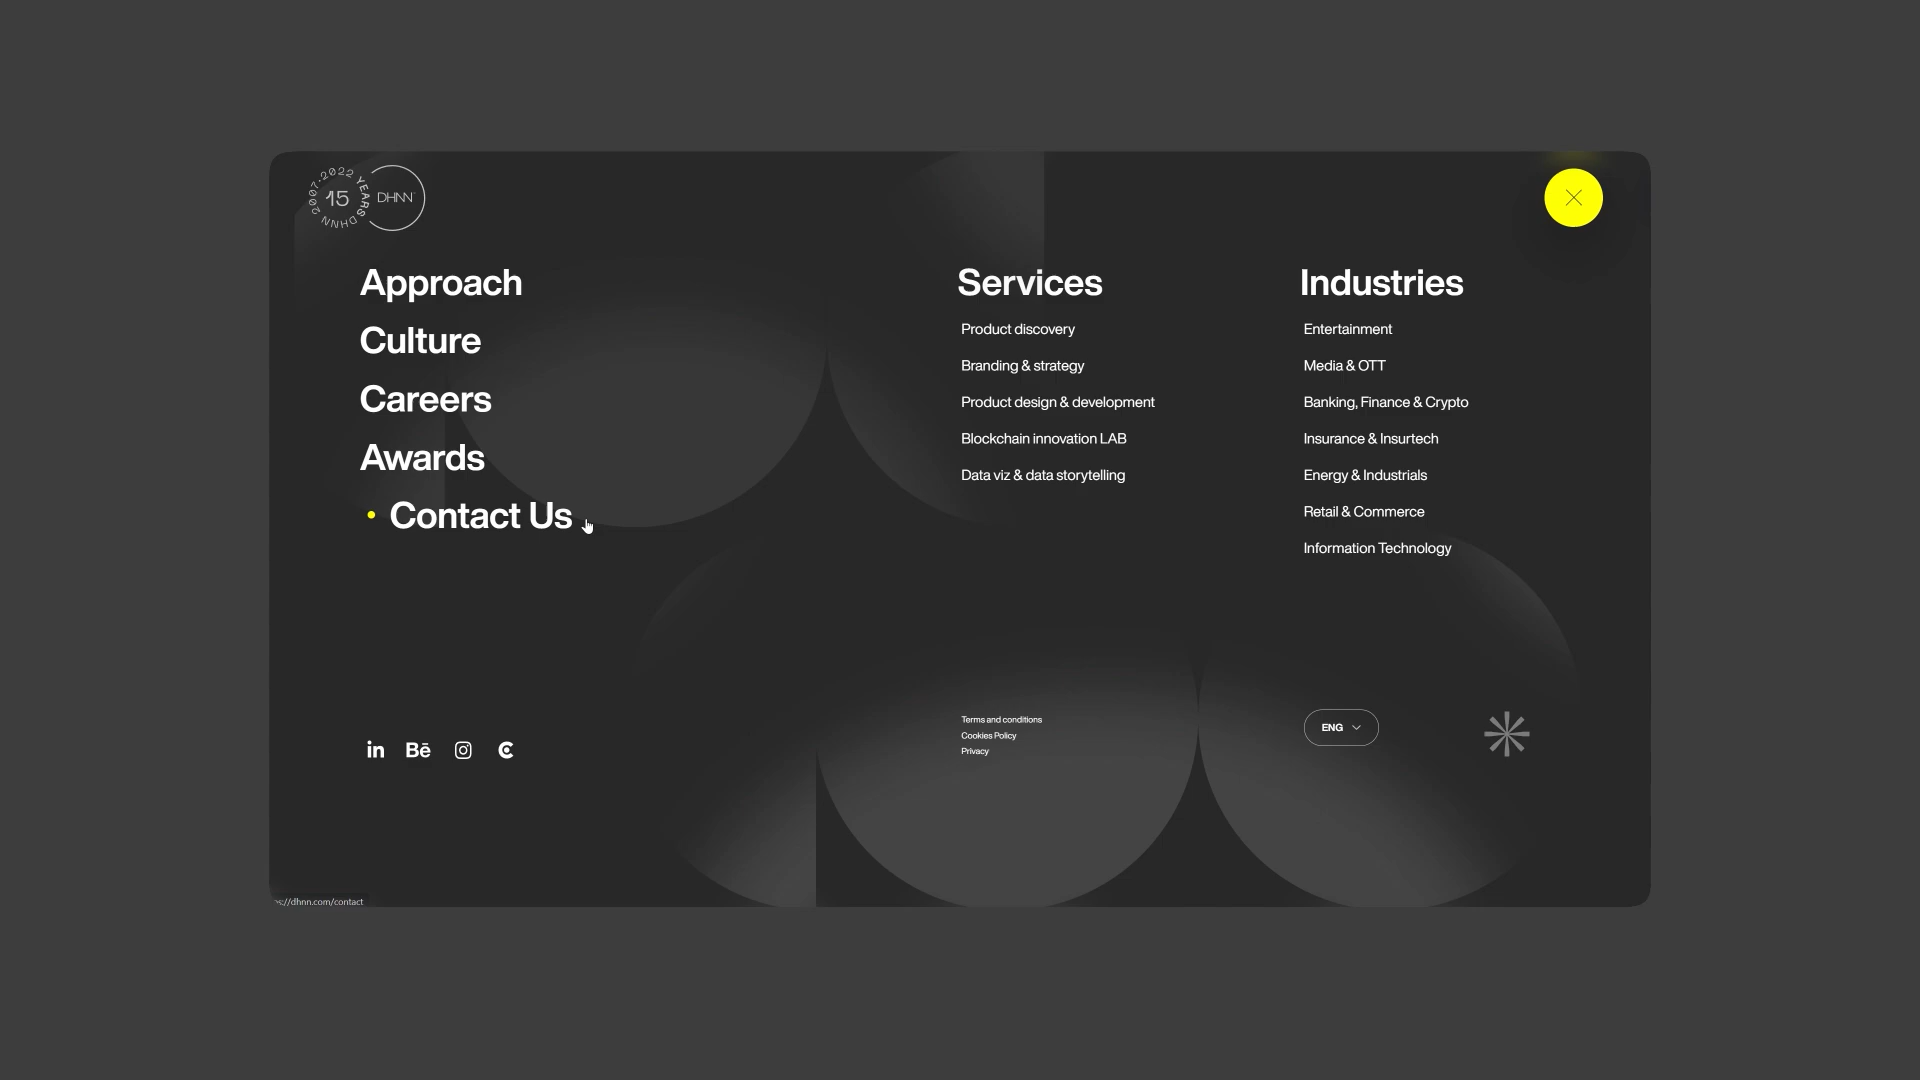 2007-2022 YEARS DHNN
15
DHNN
Approach
Culture
Careers
Awards
Contact Us
Services
Product discovery
Branding & strategy
Product design & development
Blockchain innovation LAB
Data viz & data storytelling
Industries
Entertainment
Media & OTT
Banking, Finance & Crypto
Insurance & Insurtech
Energy & Industrials
Retail & Commerce
Information Technology
in
Bē
Terms and conditions
Cookies Policy
Privacy
ENG
s://dhnn.com/contact